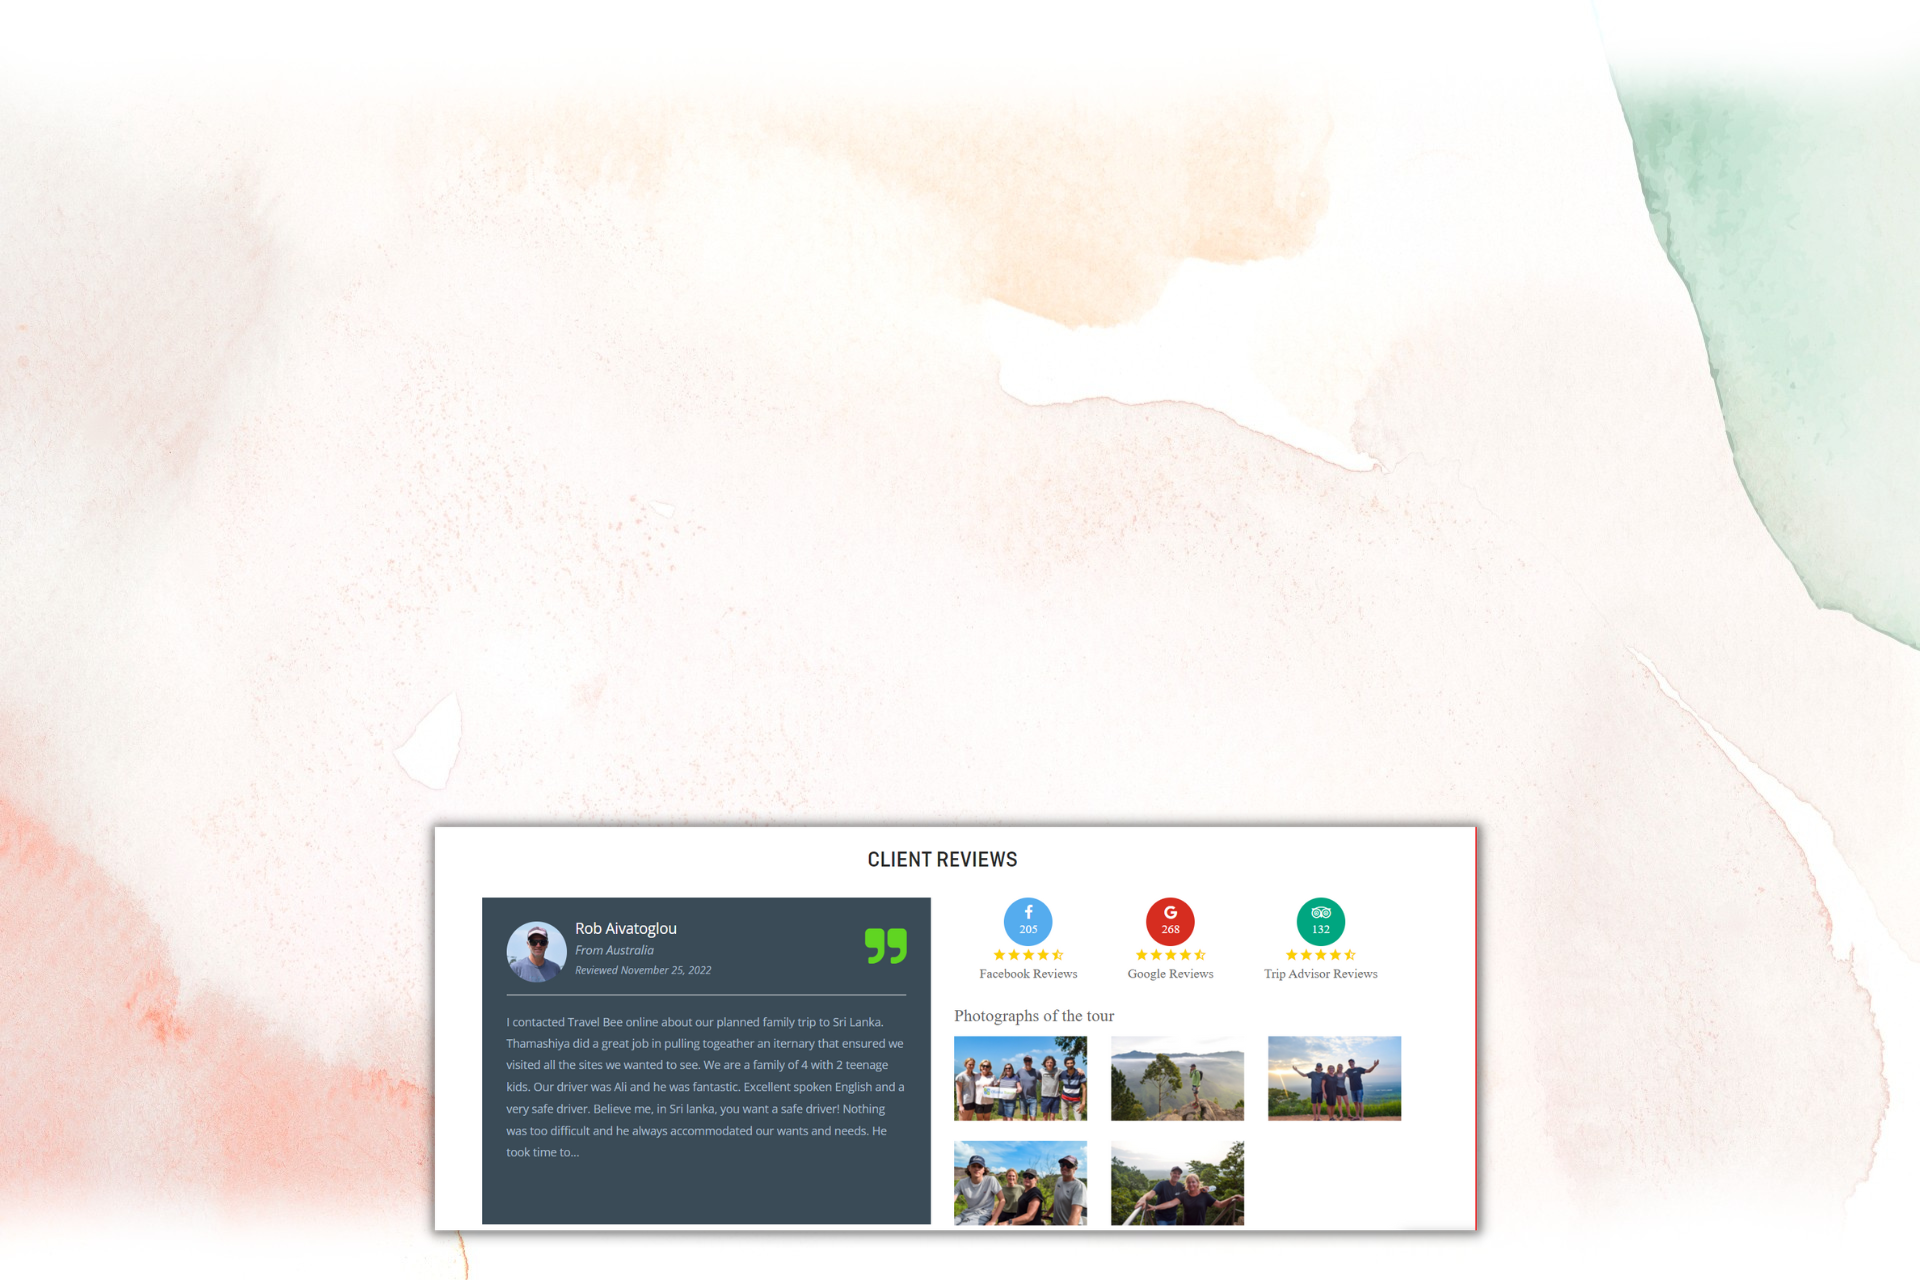 CLIENT REVIEWS
Rob Aivatoglou
From Australia
Reviewed November 25, 2022
I contacted Travel Bee online about our planned family trip to Sri Lanka.
Thamashiya did a great job in pulling togeather an iternary that ensured we
visited all the sites we wanted to see. We are a family of 4 with 2 teenage
kids. Our driver was Ali and he was fantastic. Excellent spoken English and a
very safe driver. Believe me, in Sri lanka, you want a safe driver! Nothing
was too difficult and he always accommodated our wants and needs. He
took time to...
205
Facebook Reviews
G
268
Google Reviews
132
Trip Advisor Reviews
Photographs of the tour